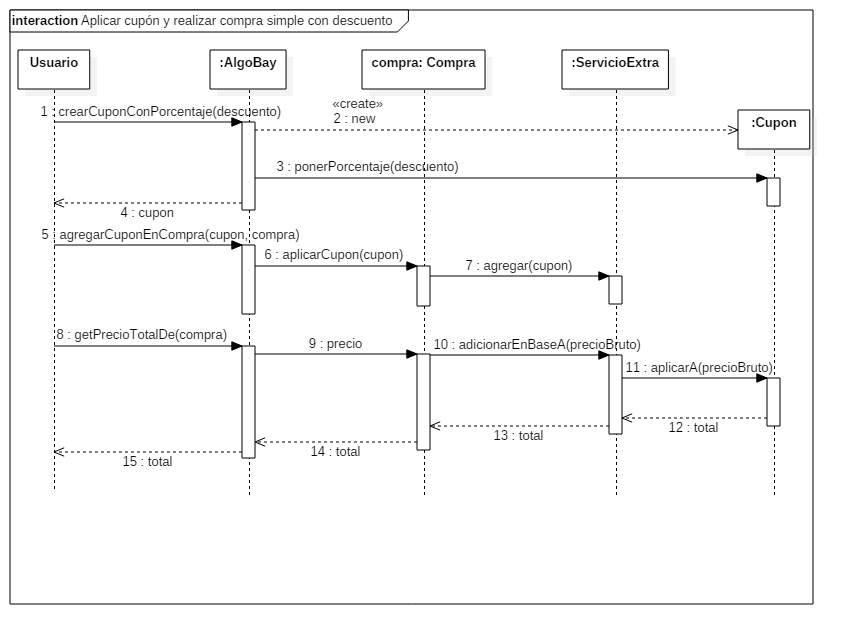 interaction Aplicar cupón y realizar compra simple con descuento
Usuario
:AlgoBay
compra: Compra
:ServicioExtra
1 : crearCuponConPorcentaje(descuento)
«create»
2 : new
:Cupon
3 : ponerPorcentaje(descuento)
4 : cupon
5 : agregarCuponEnCompra(cupon, compra)
6 : aplicarCupon(cupon)
7 : agregar(cupon)
8 : getPrecioTotalDe(compra)
9 : precio
10 : adicionarEnBaseA(precioBruto)
11 : aplicarA(precioBruto)
12 : total
13 : total
14 : total
15 : total